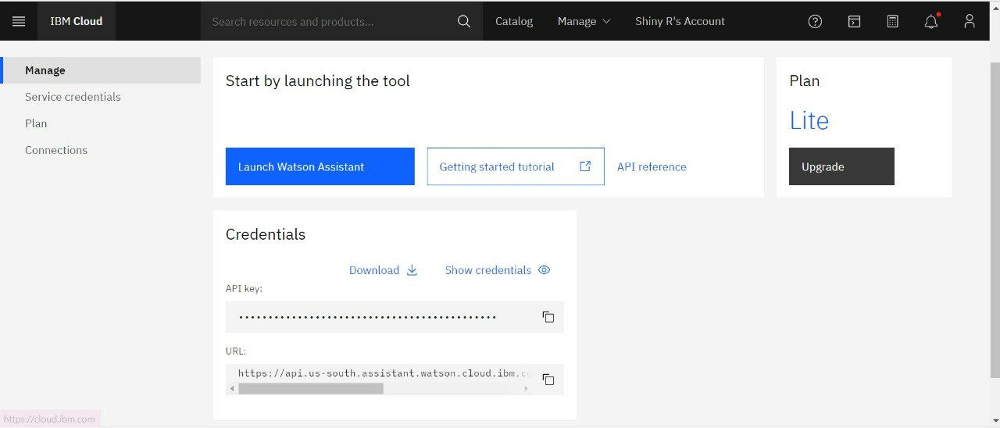 IBM Cloud
Search resources and products...
Catalog
Manage
Shiny R's Account
Manage
Service credentials
Plan
Connections
Start by launching the tool
Launch Watson Assistant
Getting started tutorial
API reference
Plan
Lite
Upgrade
Credentials
Download
Show credentials
API key:
••••••••••••••••••••••••••••••••••••••••••••
URL:
https://api.us-south.assistant.watson.cloud.ibm.co
https://cloud.ibm.com